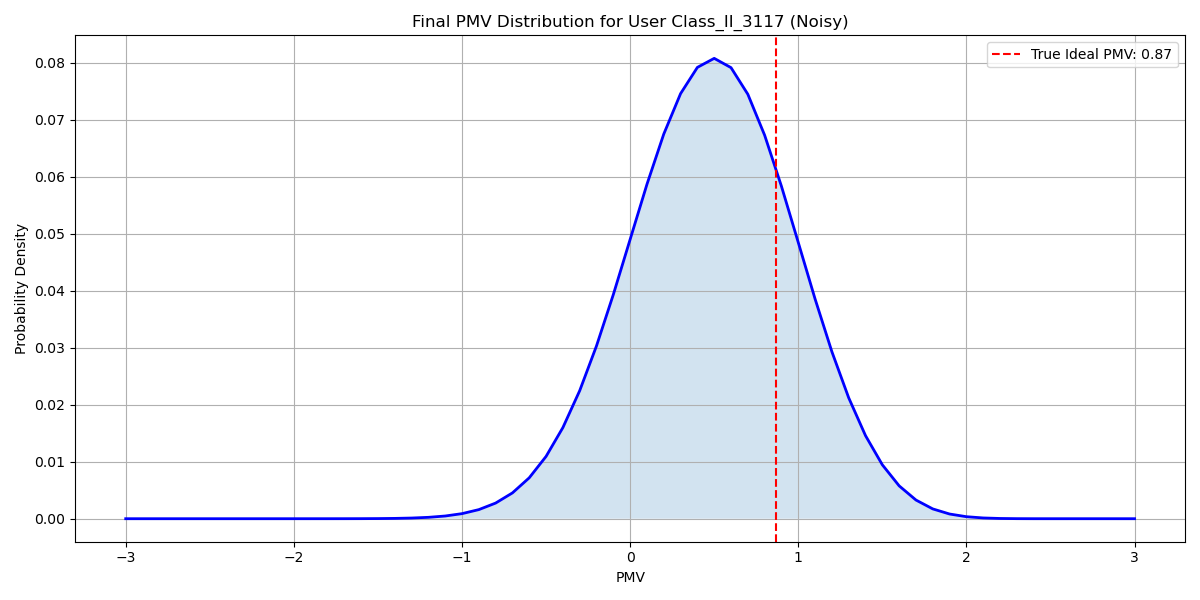 Final PMV Distribution for User Class_II_3117 (Noisy)
True Ideal PMV: 0.87
Probability Density
0.08
0.07
0.06
0.05
0.04
0.03
0.02
0.01
0.00
−3 −2 −1 0 1 2 3
PMV